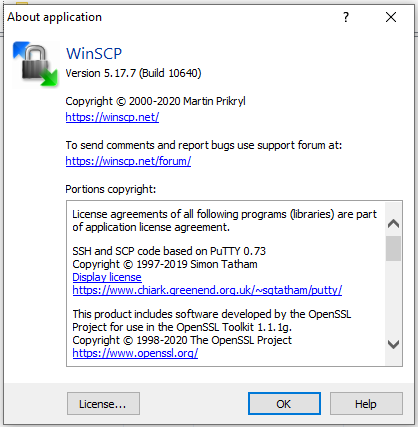 About application
WinSCP
Version 5.17.7 (Build 10640)
Copyright © 2000-2020 Martin Prikryl
https://winscp.net/
To send comments and report bugs use support forum at:
https://winscp.net/forum/
Portions copyright:
License agreements of all following programs (libraries) are part
of application license agreement.
SSH and SCP code based on PuTTY 0.73
Copyright © 1997-2019 Simon Tatham
Display license
https://www.chiark.greenend.org.uk/~sgtatham/putty/
This product includes software developed by the OpenSSL
Project for use in the OpenSSL Toolkit 1.1.1g.
Copyright © 1998-2020 The OpenSSL Project
https://www.openssl.org/
License...
OK
Help